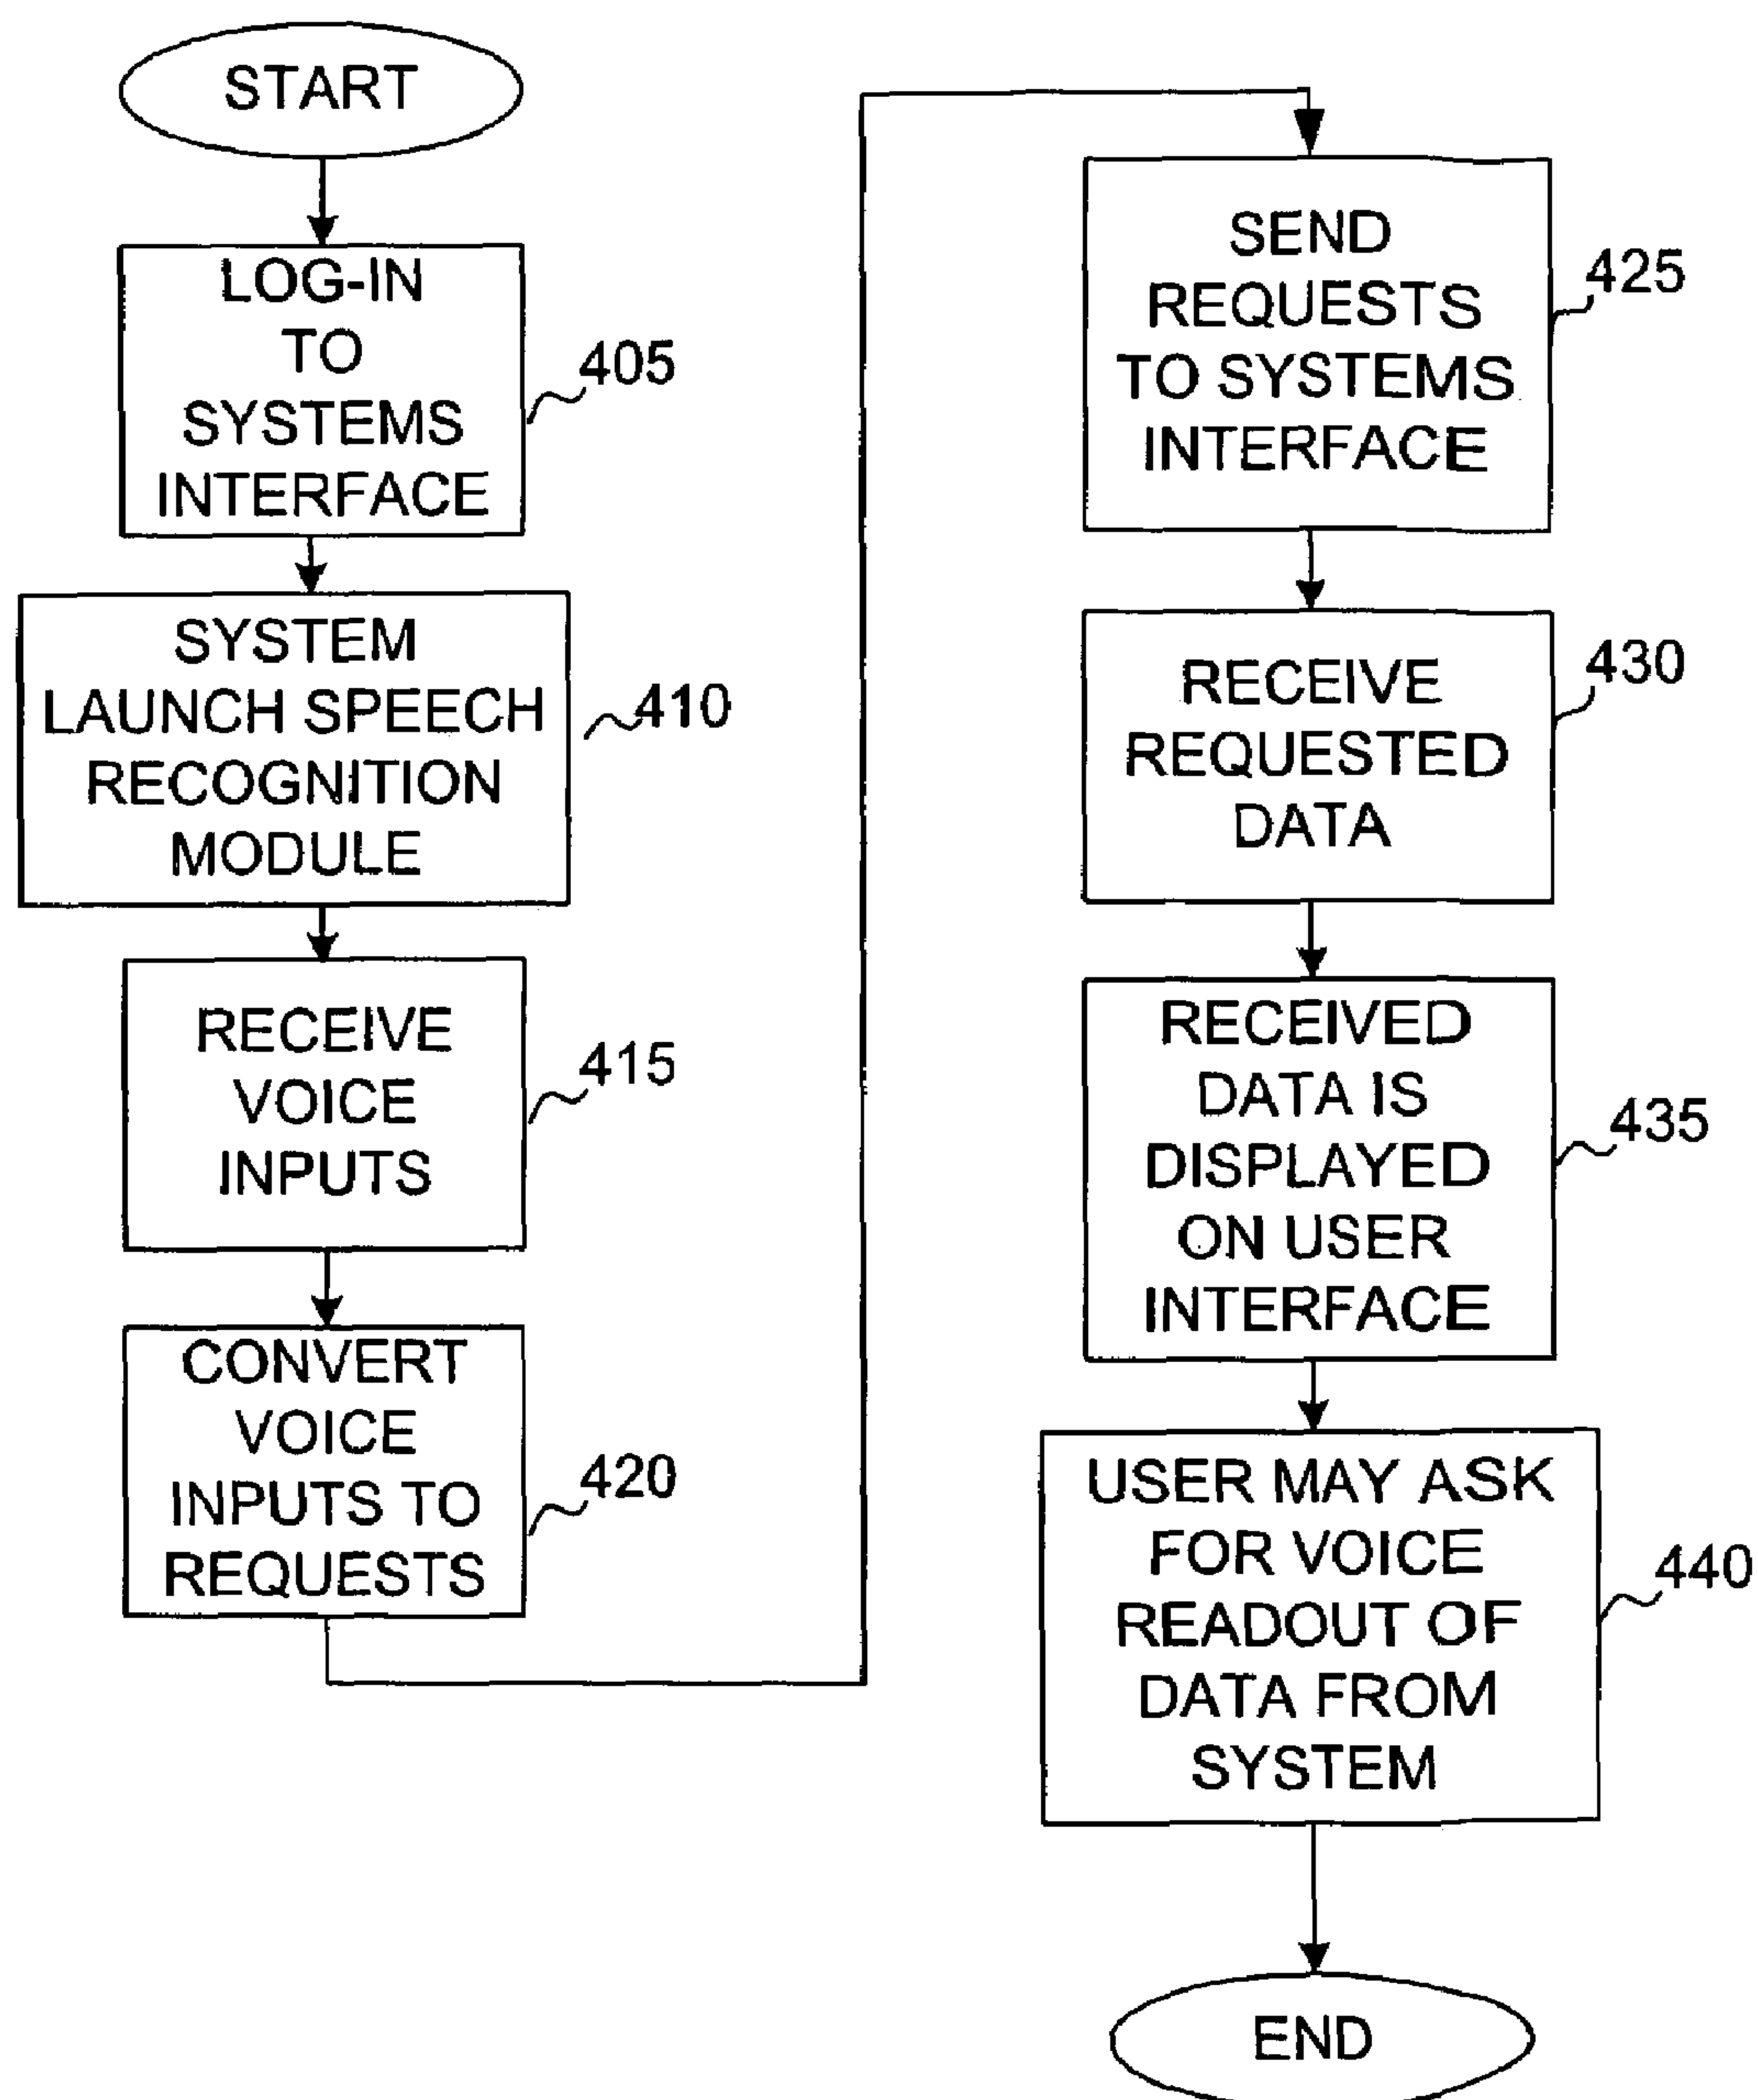 START
LOG-IN
TO
SYSTEMS
INTERFACE
405
SYSTEM
LAUNCH SPEECH
RECOGNITION
MODULE
410
RECEIVE
VOICE
INPUTS
415
CONVERT
VOICE
INPUTS TO
REQUESTS
420
SEND
REQUESTS
TO SYSTEMS
INTERFACE
425
RECEIVE
REQUESTED
DATA
430
RECEIVED
DATA IS
DISPLAYED
ON USER
INTERFACE
435
USER MAY ASK
FOR VOICE
READOUT OF
DATA FROM
SYSTEM
440
END